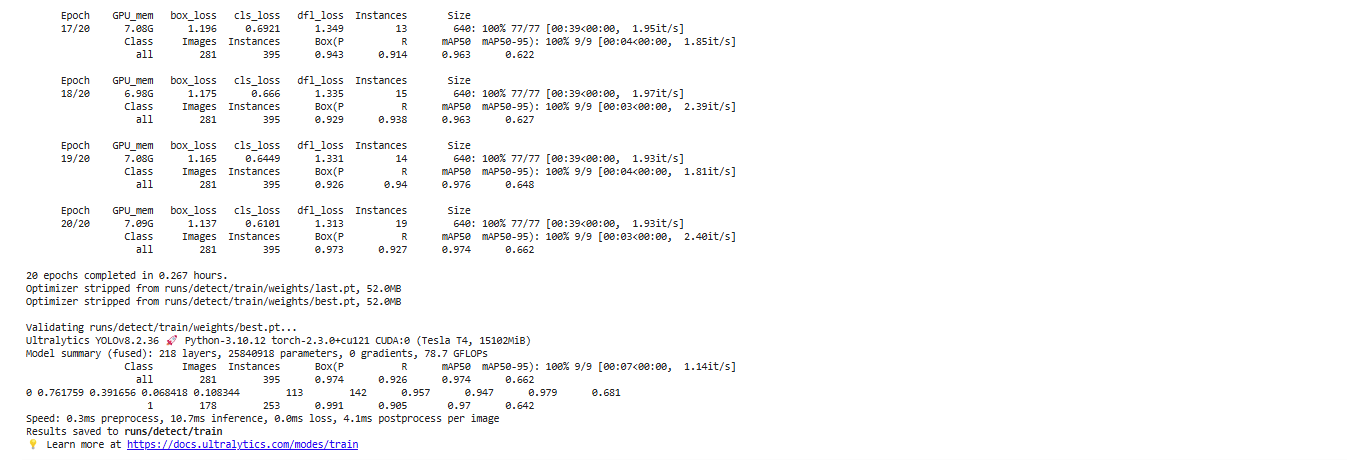 Epoch GPU_mem box_loss cls_loss dfl_loss Instances Size
17/20 7.08G 1.196 0.6921 1.349 13 640: 100% 77/77 [00:39<00:00, 1.95it/s]
Class Images Instances Box(P R mAP50 mAP50-95): 100% 9/9 [00:04<00:00, 1.85it/s]
all 281 395 0.943 0.914 0.963 0.622
Epoch GPU_mem box_loss cls_loss dfl_loss Instances Size
18/20 6.98G 1.175 0.666 1.335 15 640: 100% 77/77 [00:39<00:00, 1.97it/s]
Class Images Instances Box(P R mAP50 mAP50-95): 100% 9/9 [00:03<00:00, 2.39it/s]
all 281 395 0.929 0.938 0.963 0.627
Epoch GPU_mem box_loss cls_loss dfl_loss Instances Size
19/20 7.08G 1.165 0.6449 1.331 14 640: 100% 77/77 [00:39<00:00, 1.93it/s]
Class Images Instances Box(P R mAP50 mAP50-95): 100% 9/9 [00:04<00:00, 1.81it/s]
all 281 395 0.926 0.94 0.976 0.648
Epoch GPU_mem box_loss cls_loss dfl_loss Instances Size
20/20 7.09G 1.137 0.6101 1.313 19 640: 100% 77/77 [00:39<00:00, 1.93it/s]
Class Images Instances Box(P R mAP50 mAP50-95): 100% 9/9 [00:03<00:00, 2.40it/s]
all 281 395 0.973 0.927 0.974 0.662
20 epochs completed in 0.267 hours.
Optimizer stripped from runs/detect/train/weights/last.pt, 52.0MB
Optimizer stripped from runs/detect/train/weights/best.pt, 52.0MB
Validating runs/detect/train/weights/best.pt...
Ultralytics YOLOv8.2.36 🚀 Python-3.10.12 torch-2.3.0+cu121 CUDA:0 (Tesla T4, 15102MiB)
Model summary (fused): 218 layers, 25840918 parameters, 0 gradients, 78.7 GFLOPs
Class Images Instances Box(P R mAP50 mAP50-95): 100% 9/9 [00:07<00:00, 1.14it/s]
all 281 395 0.974 0.926 0.974 0.662
0 0.761759 0.391656 0.068418 0.108344 113 142 0.957 0.947 0.979 0.681
1 178 253 0.991 0.905 0.97 0.642
Speed: 0.3ms preprocess, 10.7ms inference, 0.0ms loss, 4.1ms postprocess per image
Results saved to runs/detect/train
💡 Learn more at https://docs.ultralytics.com/modes/train